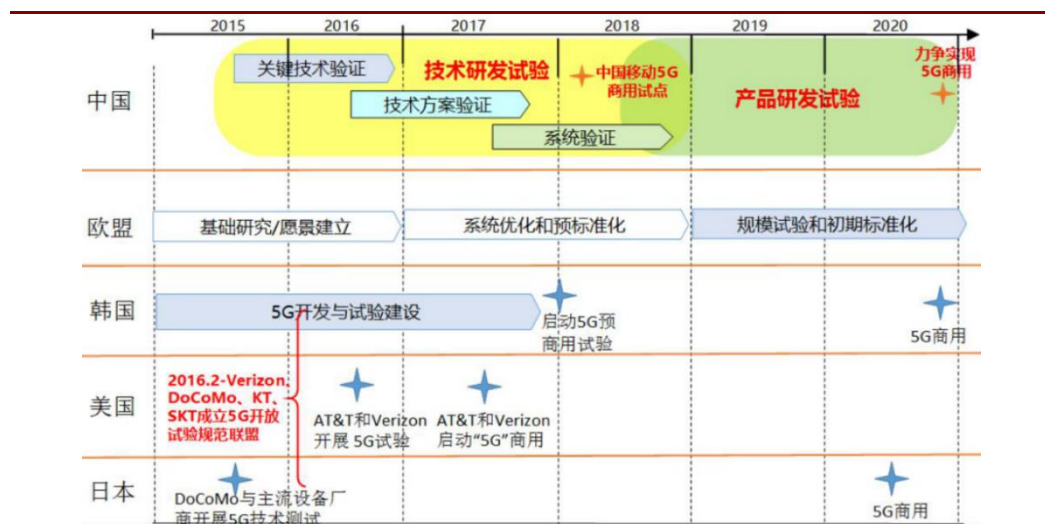 2015 2016 2017 2018 2019 2020
中国
关键技术验证
技术方案验证
系统验证
技术研发试验
中国移动5G
商用试点
产品研发试验
力争实现
5G商用
欧盟
基础研究/愿景建立
系统优化和预标准化
规模试验和初期标准化
韩国
5G开发与试验建设
启动5G预
商用试验
5G商用
美国
2016.2-Verizon、
DoCoMo、KT、
SKT成立5G开放
试验规范联盟
AT&T和Verizon
开展 5G试验
AT&T和Verizon
启动“5G”商用
日本
DoCoMo与主流设备厂
商开展5G技术测试
5G商用